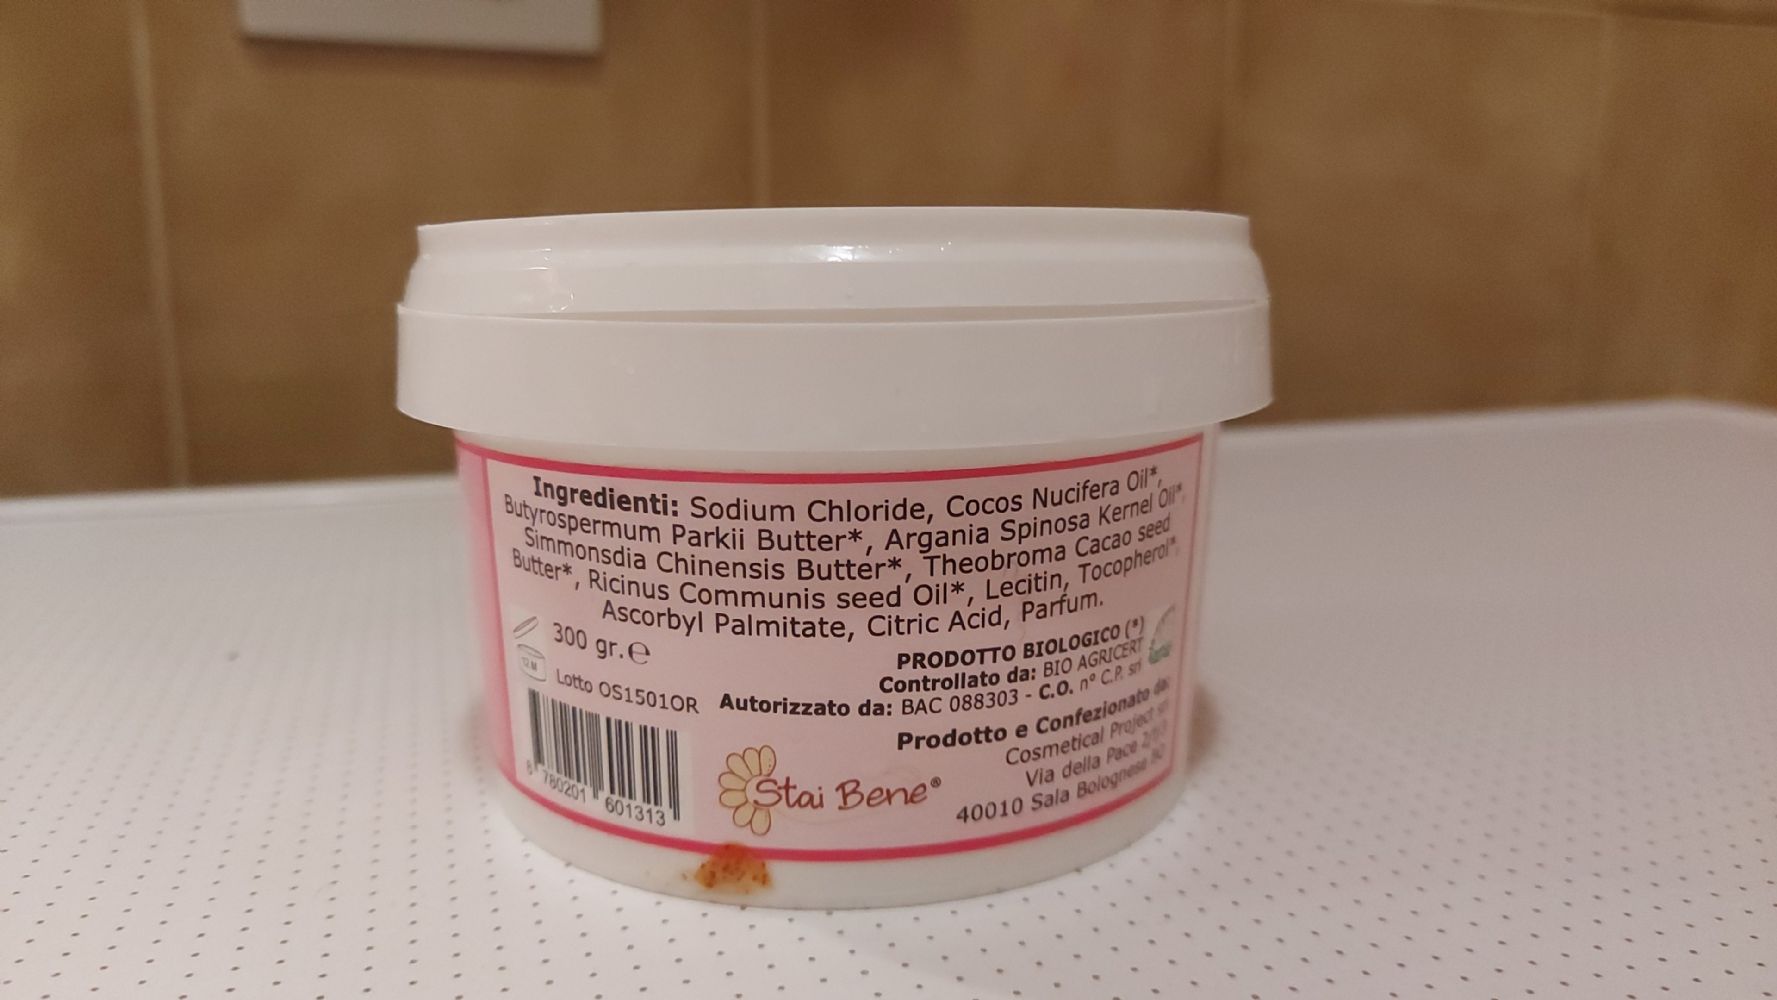 Ingredienti: Sodium Chloride, Cocos Nucifera Oil*,
Butyrospermum Parkii Butter*, Argania Spinosa Kernel Oil*,
Simmonsdia Chinensis Butter*, Theobroma Cacao seed
Butter*, Ricinus Communis seed Oil*, Lecitin, Tocopherol*,
Ascorbyl Palmitate, Citric Acid, Parfum.
300 gr.℮
12 M
Lotto OS1501OR
PRODOTTO BIOLOGICO (*)
Controllato da: BIO AGRICERT
Autorizzato da: BAC 088303 - C.O. n° C.P. srl
Prodotto e Confezionato da:
Cosmetical Project srl
Via della Pace
40010 Sala Bolognese BO
Stai Bene®
8 780201 601313